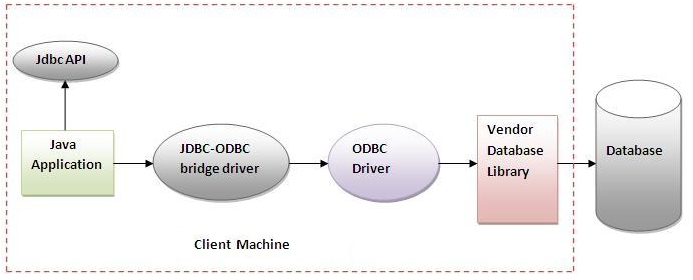 Jdbc API
Java
Application
JDBC-ODBC
bridge driver
ODBC
Driver
Vendor
Database
Library
Database
Client Machine